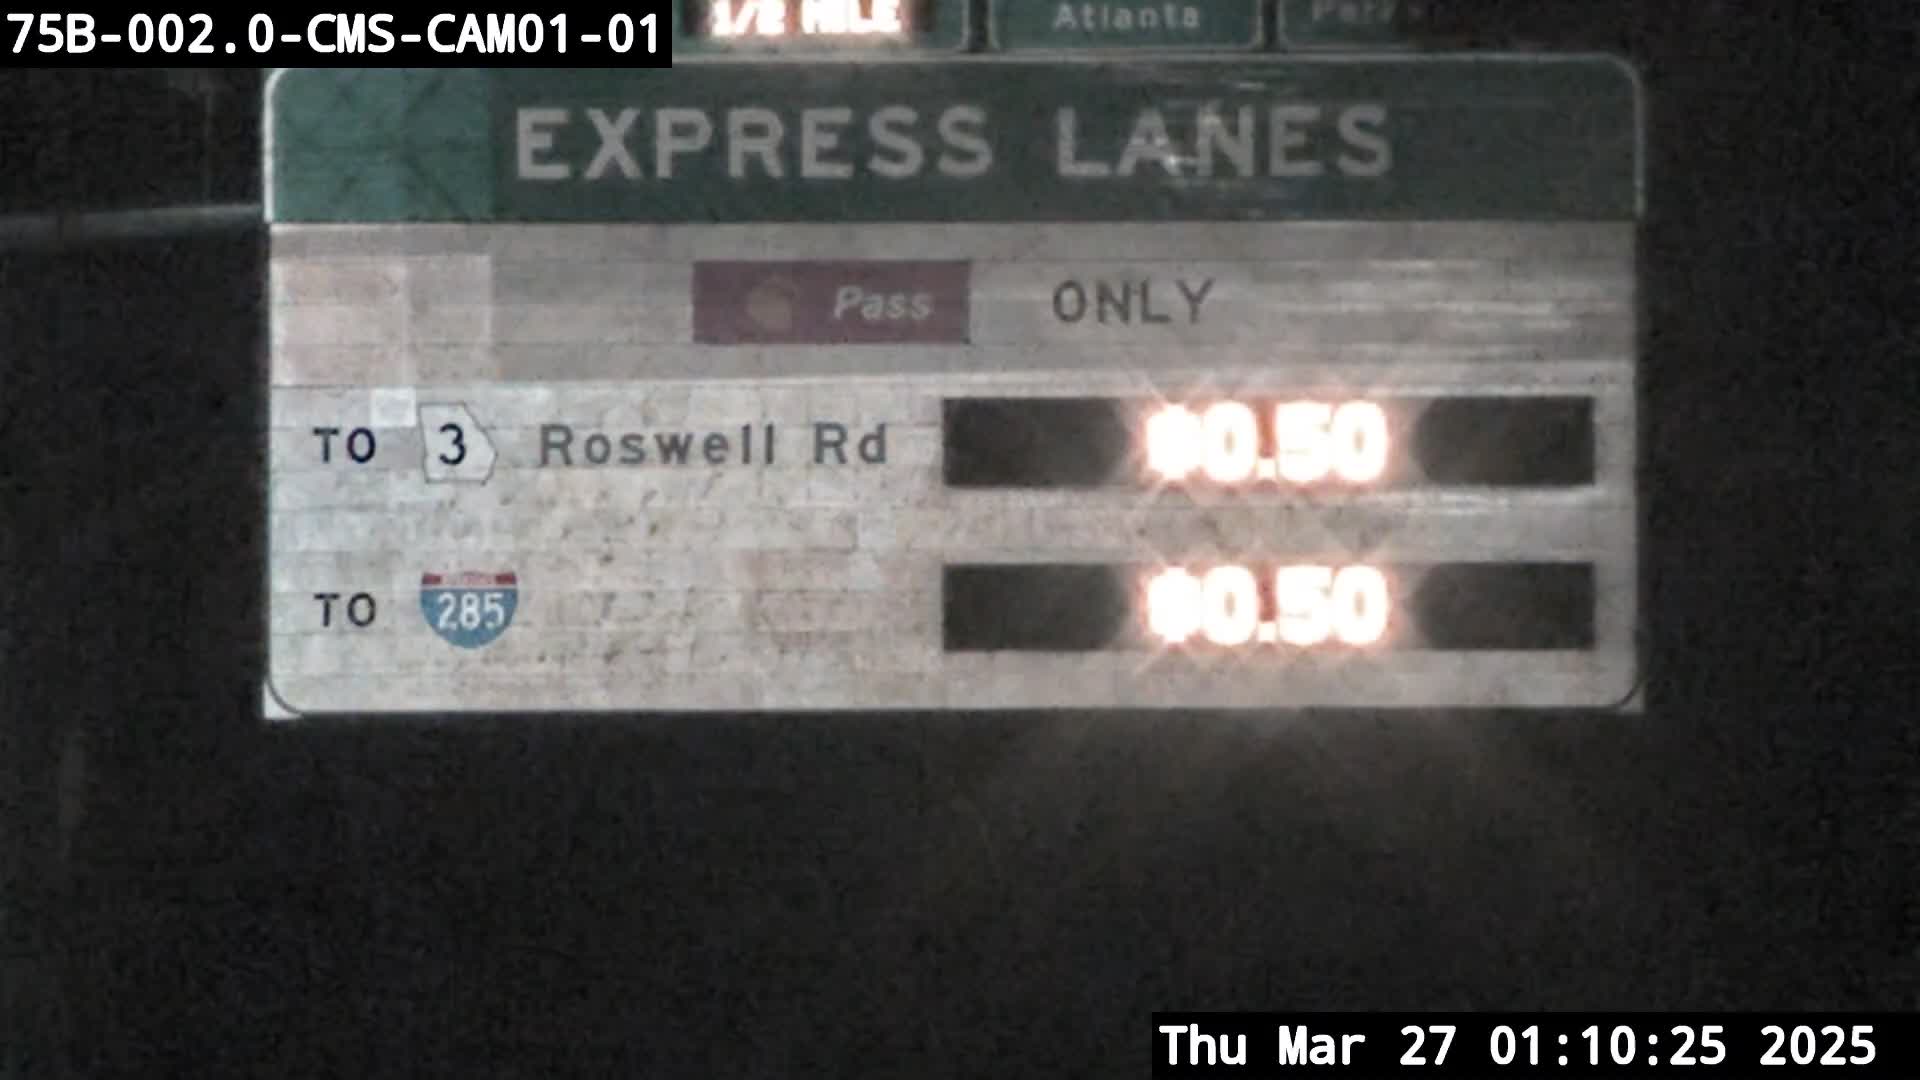 75B-002.0-CMS-CAM01-01
1/2 MILE
Atlanta
EXPRESS LANES
Pass ONLY
TO 3 Roswell Rd $0.50
TO 285 $0.50
Thu Mar 27 01:10:25 2025